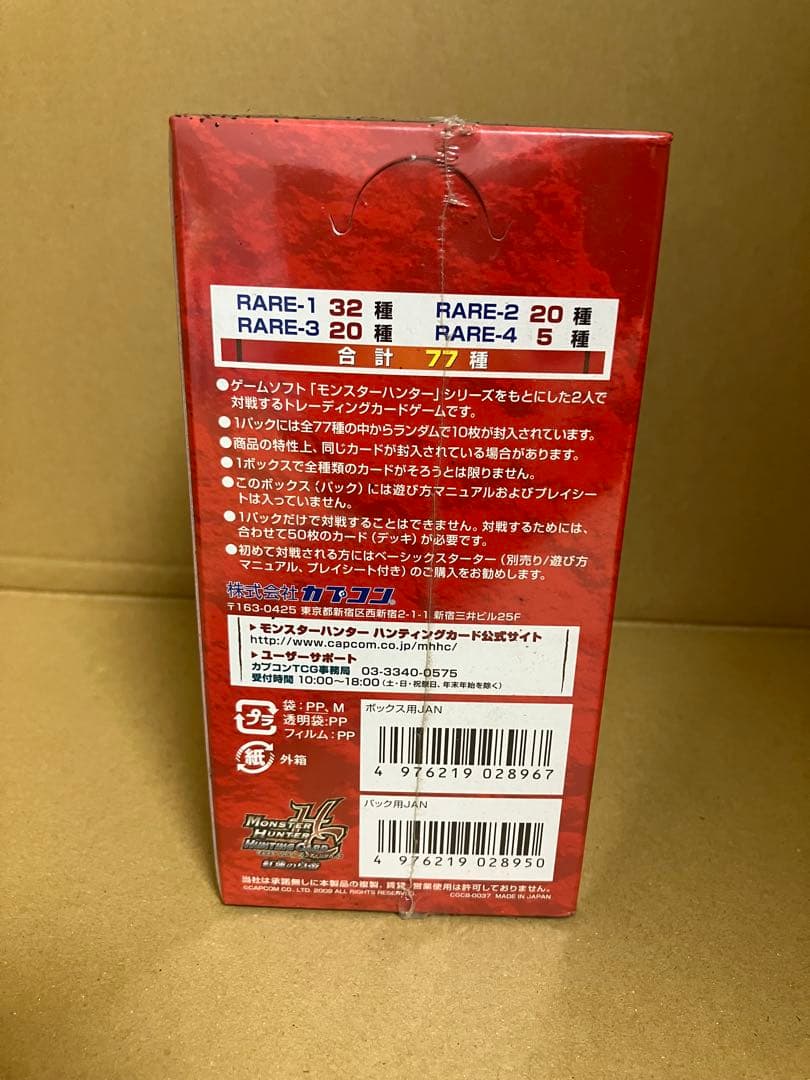 RARE-1 32 種 RARE-2 20 種
RARE-3 20 種 RARE-4 5 種
合計 77 種
●ゲームソフト「モンスターハンター」シリーズをもとにした2人で
対戦するトレーディングカードゲームです。
●1パックには全77種の中からランダムで10枚が封入されています。
●商品の特性上、同じカードが封入されている場合があります。
●1ボックスで全種類のカードがそろうとは限りません。
●このボックス(パック)には遊び方マニュアルおよびプレイシー
トは入っていません。
●1パックだけで対戦することはできません。対戦するためには、
合わせて50枚のカード(デッキ)が必要です。
●初めて対戦される方にはベーシックスターター(別売り/遊び方
マニュアル、プレイシート付き)のご購入をお勧めします。
株式会社カプコン
〒163-0425 東京都新宿区西新宿2-1-1 新宿三井ビル25F
▶モンスターハンター ハンティングカード公式サイト
http://www.capcom.co.jp/mhhc/
▶ユーザーサポート
カプコンTCG事務局 03-3340-0575
受付時間 10:00〜18:00(土・日・祝祭日、年末年始を除く)
プラ
袋:PP、M
透明袋:PP
フィルム:PP
紙 外箱
ボックス用JAN
4 976219 028967
パック用JAN
4 976219 028950
MONSTER
HUNTER
HUNTING CARD
当社は承諾無しに本製品の複製、賃貸、営業使用は許可しておりません。
©CAPCOM CO., LTD. 2009 ALL RIGHTS RESERVED. CGCB-0037 MADE IN JAPAN